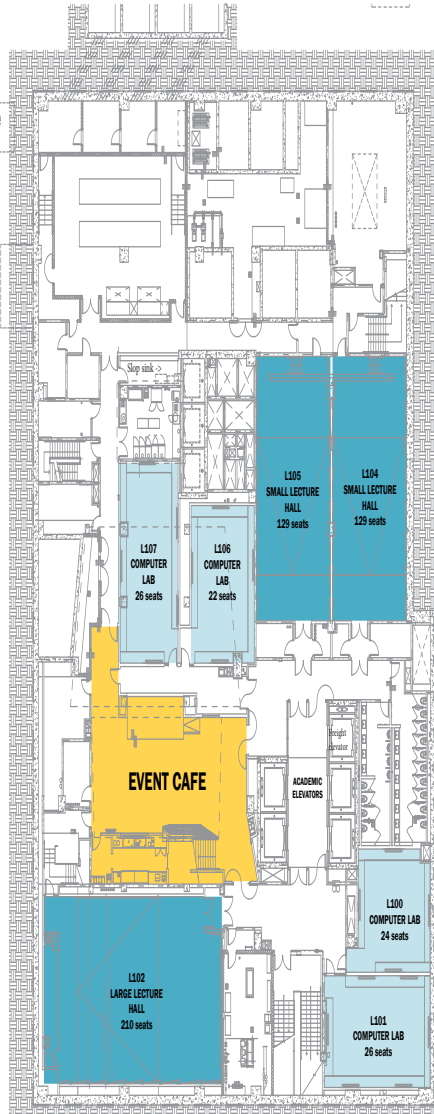 Slop sink ->
L105
SMALL LECTURE
HALL
129 seats
L104
SMALL LECTURE
HALL
129 seats
L107
COMPUTER
LAB
26 seats
L106
COMPUTER
LAB
22 seats
Freight
Elevator
EVENT CAFE
ACADEMIC
ELEVATORS
L100
COMPUTER LAB
24 seats
L102
LARGE LECTURE
HALL
210 seats
L101
COMPUTER LAB
26 seats